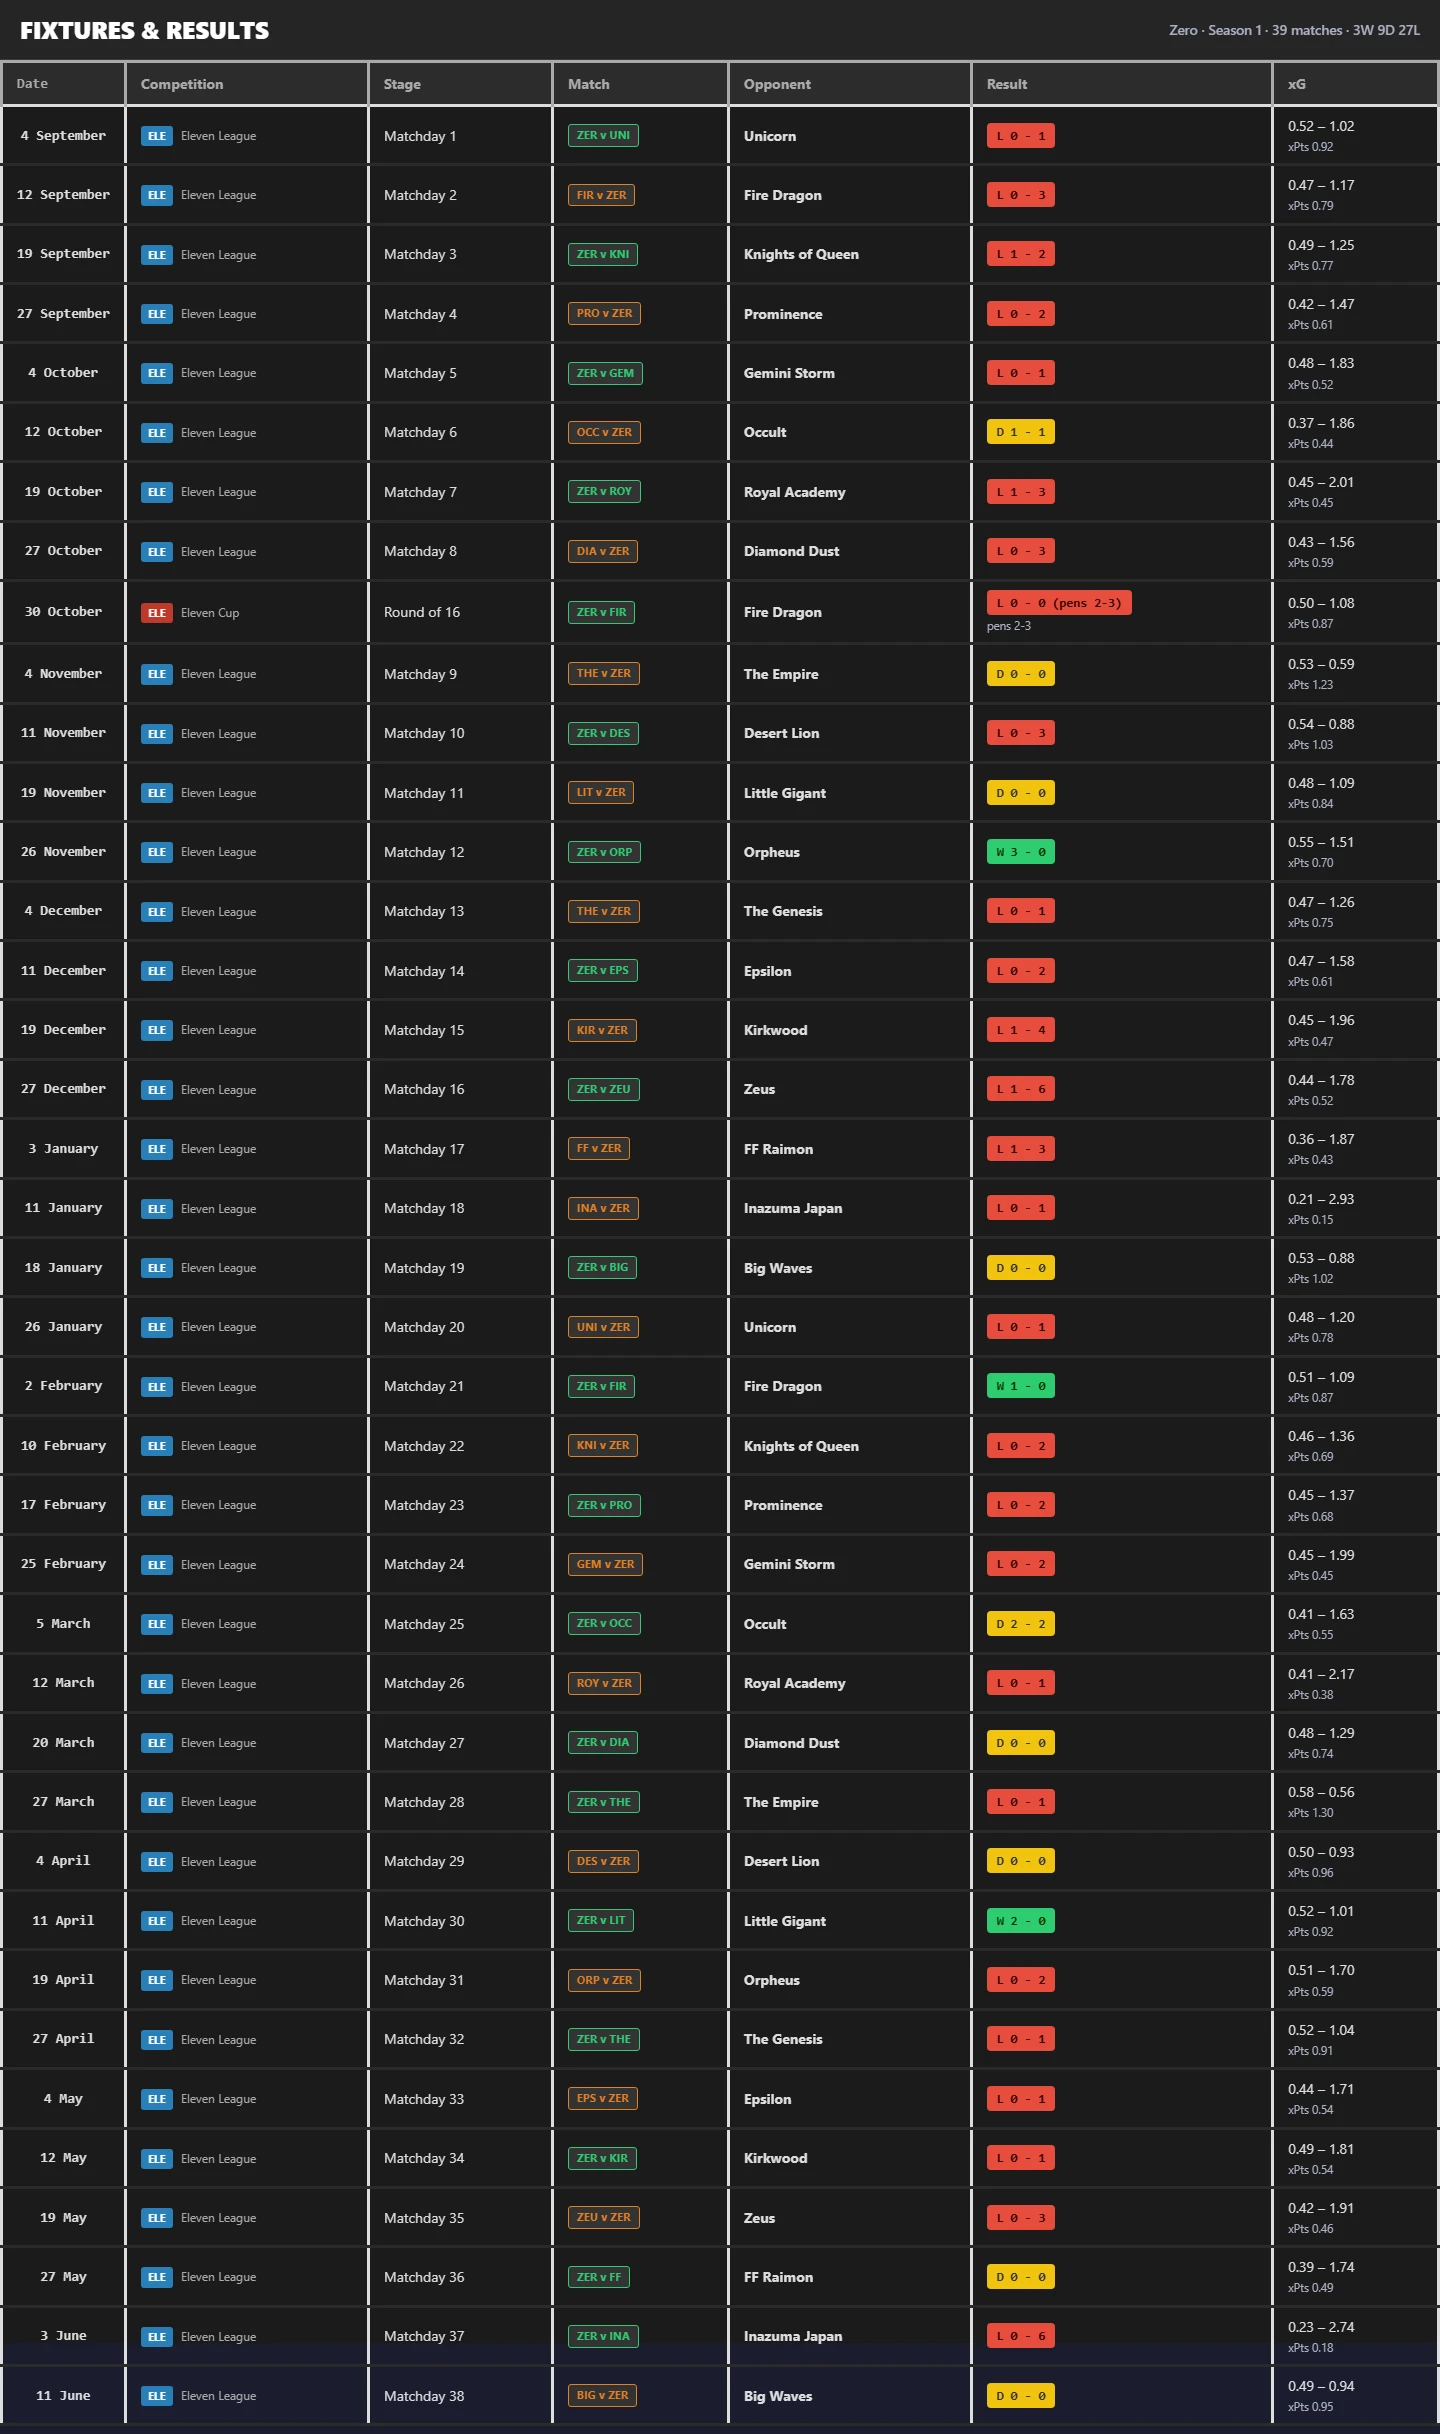 FIXTURES & RESULTS
Zero · Season 1 · 39 matches · 3W 9D 27L
Date Competition Stage Match Opponent Result xG
4 September ELE Eleven League Matchday 1 ZER v UNI Unicorn L 0 - 1 0.52 – 1.02
xPts 0.92
12 September ELE Eleven League Matchday 2 FIR v ZER Fire Dragon L 0 - 3 0.47 – 1.17
xPts 0.79
19 September ELE Eleven League Matchday 3 ZER v KNI Knights of Queen L 1 - 2 0.49 – 1.25
xPts 0.77
27 September ELE Eleven League Matchday 4 PRO v ZER Prominence L 0 - 2 0.42 – 1.47
xPts 0.61
4 October ELE Eleven League Matchday 5 ZER v GEM Gemini Storm L 0 - 1 0.48 – 1.83
xPts 0.52
12 October ELE Eleven League Matchday 6 OCC v ZER Occult D 1 - 1 0.37 – 1.86
xPts 0.44
19 October ELE Eleven League Matchday 7 ZER v ROY Royal Academy L 1 - 3 0.45 – 2.01
xPts 0.45
27 October ELE Eleven League Matchday 8 DIA v ZER Diamond Dust L 0 - 3 0.43 – 1.56
xPts 0.59
30 October ELE Eleven Cup Round of 16 ZER v FIR Fire Dragon L 0 - 0 (pens 2-3) 0.50 – 1.08
pens 2-3 xPts 0.87
4 November ELE Eleven League Matchday 9 THE v ZER The Empire D 0 - 0 0.53 – 0.59
xPts 1.23
11 November ELE Eleven League Matchday 10 ZER v DES Desert Lion L 0 - 3 0.54 – 0.88
xPts 1.03
19 November ELE Eleven League Matchday 11 LIT v ZER Little Gigant D 0 - 0 0.48 – 1.09
xPts 0.84
26 November ELE Eleven League Matchday 12 ZER v ORP Orpheus W 3 - 0 0.55 – 1.51
xPts 0.70
4 December ELE Eleven League Matchday 13 THE v ZER The Genesis L 0 - 1 0.47 – 1.26
xPts 0.75
11 December ELE Eleven League Matchday 14 ZER v EPS Epsilon L 0 - 2 0.47 – 1.58
xPts 0.61
19 December ELE Eleven League Matchday 15 KIR v ZER Kirkwood L 1 - 4 0.45 – 1.96
xPts 0.47
27 December ELE Eleven League Matchday 16 ZER v ZEU Zeus L 1 - 6 0.44 – 1.78
xPts 0.52
3 January ELE Eleven League Matchday 17 FF v ZER FF Raimon L 1 - 3 0.36 – 1.87
xPts 0.43
11 January ELE Eleven League Matchday 18 INA v ZER Inazuma Japan L 0 - 1 0.21 – 2.93
xPts 0.15
18 January ELE Eleven League Matchday 19 ZER v BIG Big Waves D 0 - 0 0.53 – 0.88
xPts 1.02
26 January ELE Eleven League Matchday 20 UNI v ZER Unicorn L 0 - 1 0.48 – 1.20
xPts 0.78
2 February ELE Eleven League Matchday 21 ZER v FIR Fire Dragon W 1 - 0 0.51 – 1.09
xPts 0.87
10 February ELE Eleven League Matchday 22 KNI v ZER Knights of Queen L 0 - 2 0.46 – 1.36
xPts 0.69
17 February ELE Eleven League Matchday 23 ZER v PRO Prominence L 0 - 2 0.45 – 1.37
xPts 0.68
25 February ELE Eleven League Matchday 24 GEM v ZER Gemini Storm L 0 - 2 0.45 – 1.99
xPts 0.45
5 March ELE Eleven League Matchday 25 ZER v OCC Occult D 2 - 2 0.41 – 1.63
xPts 0.55
12 March ELE Eleven League Matchday 26 ROY v ZER Royal Academy L 0 - 1 0.41 – 2.17
xPts 0.38
20 March ELE Eleven League Matchday 27 ZER v DIA Diamond Dust D 0 - 0 0.48 – 1.29
xPts 0.74
27 March ELE Eleven League Matchday 28 ZER v THE The Empire L 0 - 1 0.58 – 0.56
xPts 1.30
4 April ELE Eleven League Matchday 29 DES v ZER Desert Lion D 0 - 0 0.50 – 0.93
xPts 0.96
11 April ELE Eleven League Matchday 30 ZER v LIT Little Gigant W 2 - 0 0.52 – 1.01
xPts 0.92
19 April ELE Eleven League Matchday 31 ORP v ZER Orpheus L 0 - 2 0.51 – 1.70
xPts 0.59
27 April ELE Eleven League Matchday 32 ZER v THE The Genesis L 0 - 1 0.52 – 1.04
xPts 0.91
4 May ELE Eleven League Matchday 33 EPS v ZER Epsilon L 0 - 1 0.44 – 1.71
xPts 0.54
12 May ELE Eleven League Matchday 34 ZER v KIR Kirkwood L 0 - 1 0.49 – 1.81
xPts 0.54
19 May ELE Eleven League Matchday 35 ZEU v ZER Zeus L 0 - 3 0.42 – 1.91
xPts 0.46
27 May ELE Eleven League Matchday 36 ZER v FF FF Raimon D 0 - 0 0.39 – 1.74
xPts 0.49
3 June ELE Eleven League Matchday 37 ZER v INA Inazuma Japan L 0 - 6 0.23 – 2.74
xPts 0.18
11 June ELE Eleven League Matchday 38 BIG v ZER Big Waves D 0 - 0 0.49 – 0.94
xPts 0.95